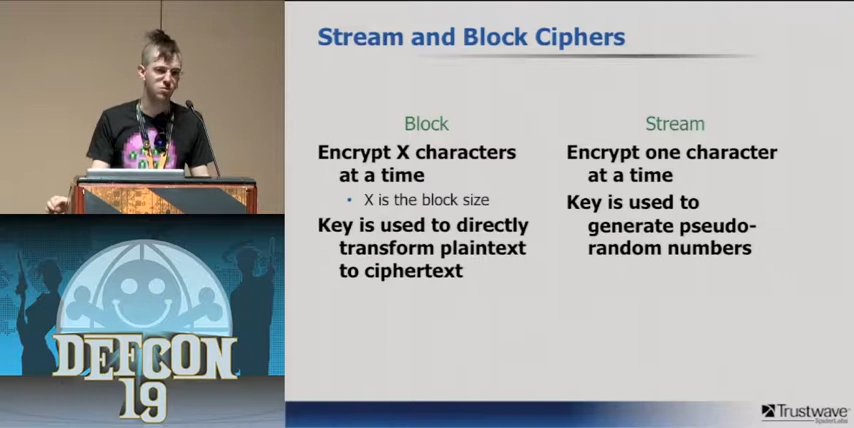 Stream and Block Ciphers
Block
Encrypt X characters
at a time
• X is the block size
Key is used to directly
transform plaintext
to ciphertext
Stream
Encrypt one character
at a time
Key is used to
generate pseudo-
random numbers
DEFCON
19
Trustwave
SpiderLabs